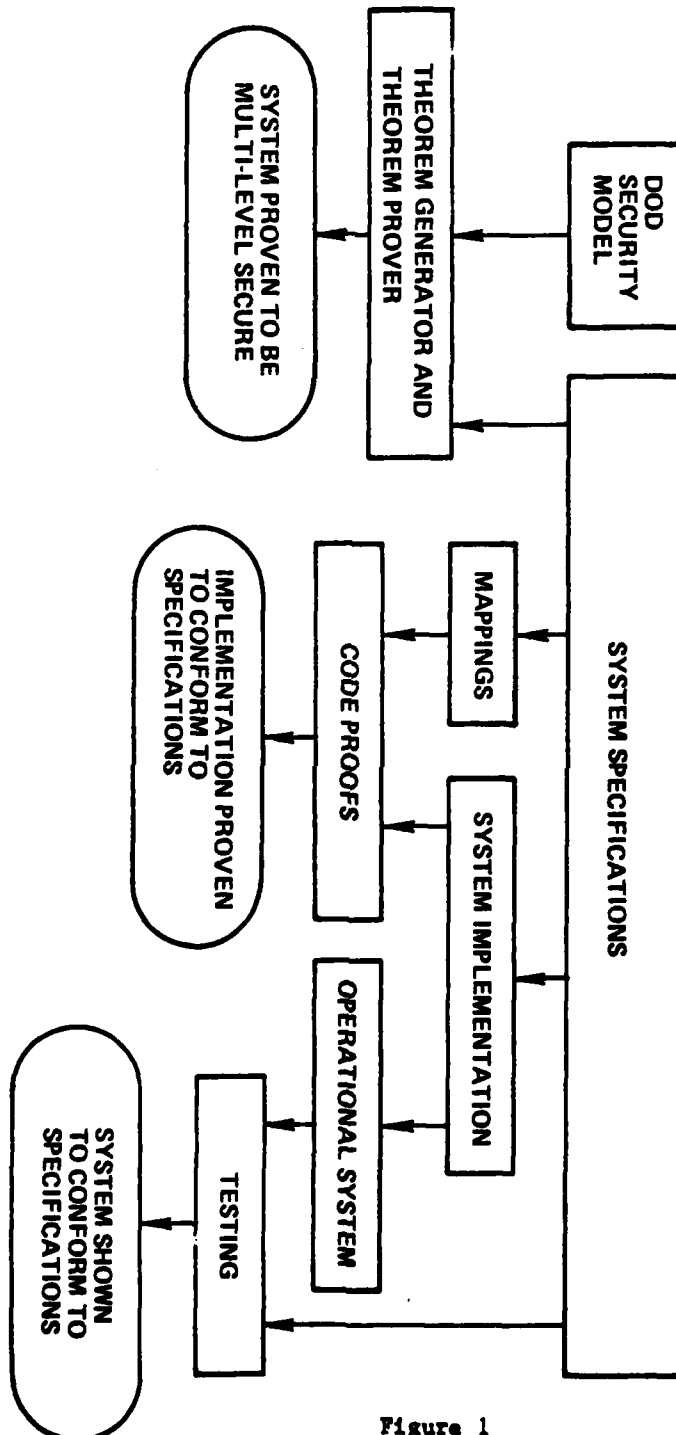 DOD
SECURITY
MODEL
SYSTEM SPECIFICATIONS
THEOREM GENERATOR AND
THEOREM PROVER
MAPPINGS
SYSTEM IMPLEMENTATION
SYSTEM PROVEN TO BE
MULTI-LEVEL SECURE
CODE PROOFS
OPERATIONAL SYSTEM
IMPLEMENTATION PROVEN
TO CONFORM TO
SPECIFICATIONS
TESTING
SYSTEM SHOWN
TO CONFORM TO
SPECIFICATIONS
Figure 1